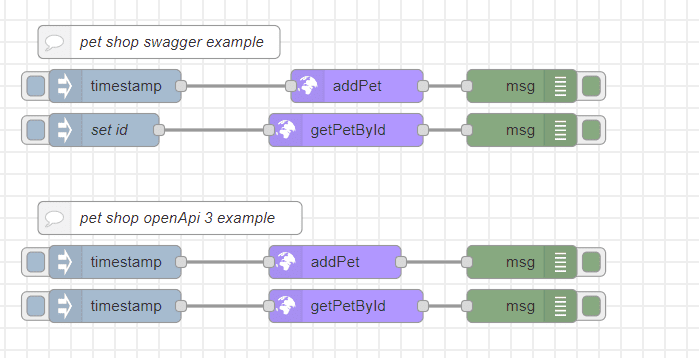 pet shop swagger example
timestamp addPet msg
set id getPetById msg
pet shop openApi 3 example
timestamp addPet msg
timestamp getPetById msg